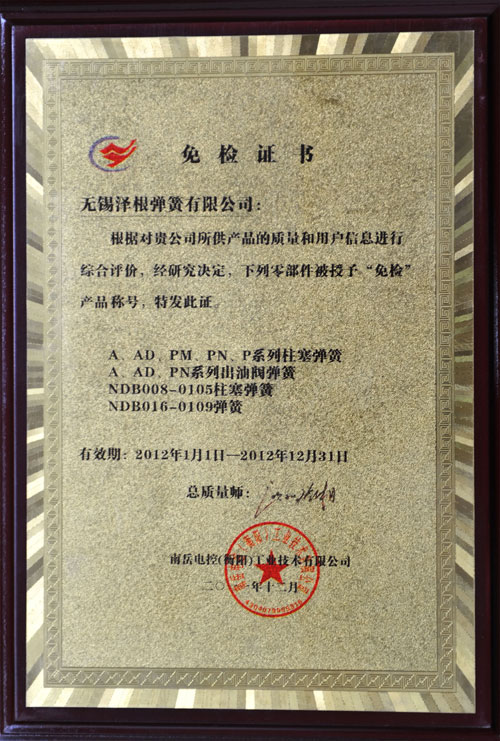 免检证书
无锡泽根弹簧有限公司：
根据对贵公司所供产品的质量和用户信息进行
综合评价，经研究决定，下列零部件被授予“免检”
产品称号，特发此证。
A、AD、PM、PN、P系列柱塞弹簧
A、AD、PN系列出油阀弹簧
NDB008-0105柱塞弹簧
NDB016-0109弹簧
有效期：2012年1月1日—2012年12月31日
总质量师：
南岳电控(衡阳)工业技术有限公司
年十二月